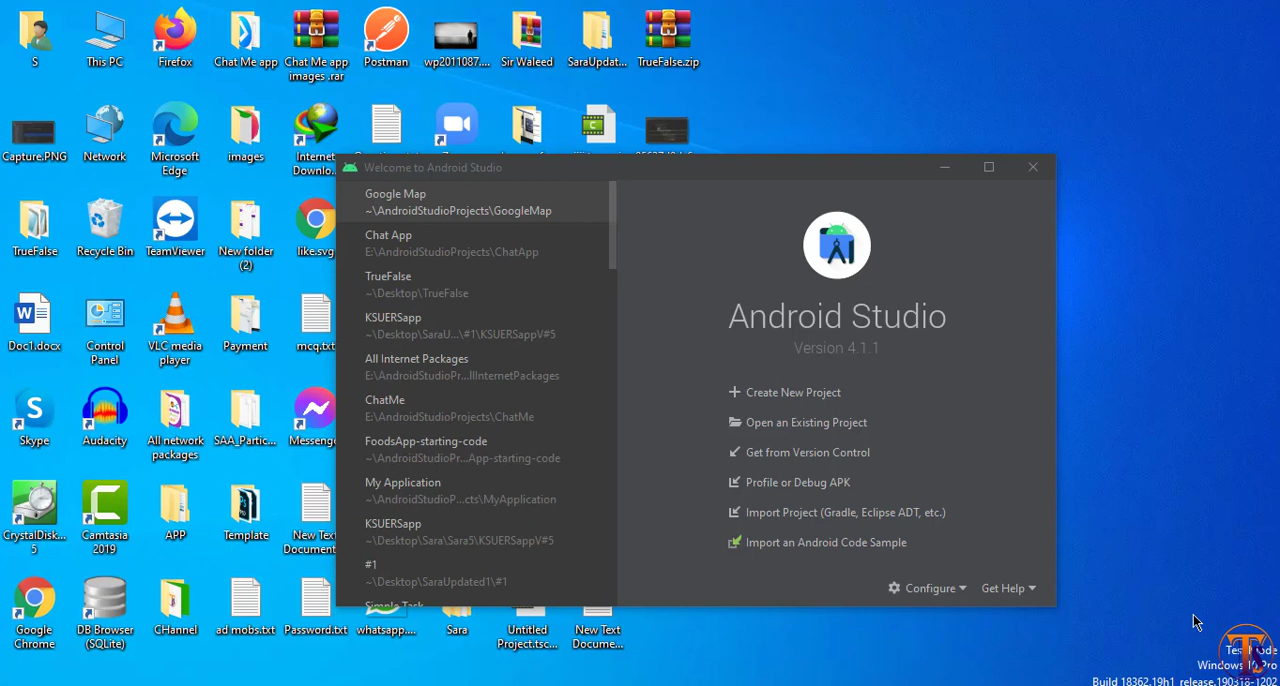 S
This PC
Firefox
Chat Me app
Chat Me app
images .rar
Postman
wp2011087....
Sir Waleed
SaraUpdat...
TrueFalse.zip
Capture.PNG
Network
Microsoft
Edge
images
Internet
Downlo...
Welcome to Android Studio
Google Map
~\AndroidStudioProjects\GoogleMap
Chat App
E:\AndroidStudioProjects\ChatApp
TrueFalse
~\Desktop\TrueFalse
KSUERSapp
~\Desktop\SaraU...\#1\KSUERSappV#5
All Internet Packages
E:\AndroidStudioPr...llInternetPackages
ChatMe
E:\AndroidStudioProjects\ChatMe
FoodsApp-starting-code
~\AndroidStudioPr...App-starting-code
My Application
~\AndroidStudioP...cts\MyApplication
KSUERSapp
~\Desktop\Sara\Sara5\KSUERSappV#5
#1
~\Desktop\SaraUpdated1\#1
Simple Task
Android Studio
Version 4.1.1
Create New Project
Open an Existing Project
Get from Version Control
Profile or Debug APK
Import Project (Gradle, Eclipse ADT, etc.)
Import an Android Code Sample
Configure
Get Help
TrueFalse
Recycle Bin
TeamViewer
New folder
(2)
like.svg
Doc1.docx
Control
Panel
VLC media
player
Payment
mcq.txt
Skype
Audacity
All network
packages
SAA_Partic...
Messenge
CrystalDisk...
5
Camtasia
2019
APP
Template
New Text
Document
Google
Chrome
DB Browser
(SQLite)
CHannel
ad mobs.txt
Password.txt
whatsapp....
Sara
Untitled
Project.tsc...
New Text
Docume...
Test Mode
Windows 10 Pro
Build 18362.19h1_release.190318-1202